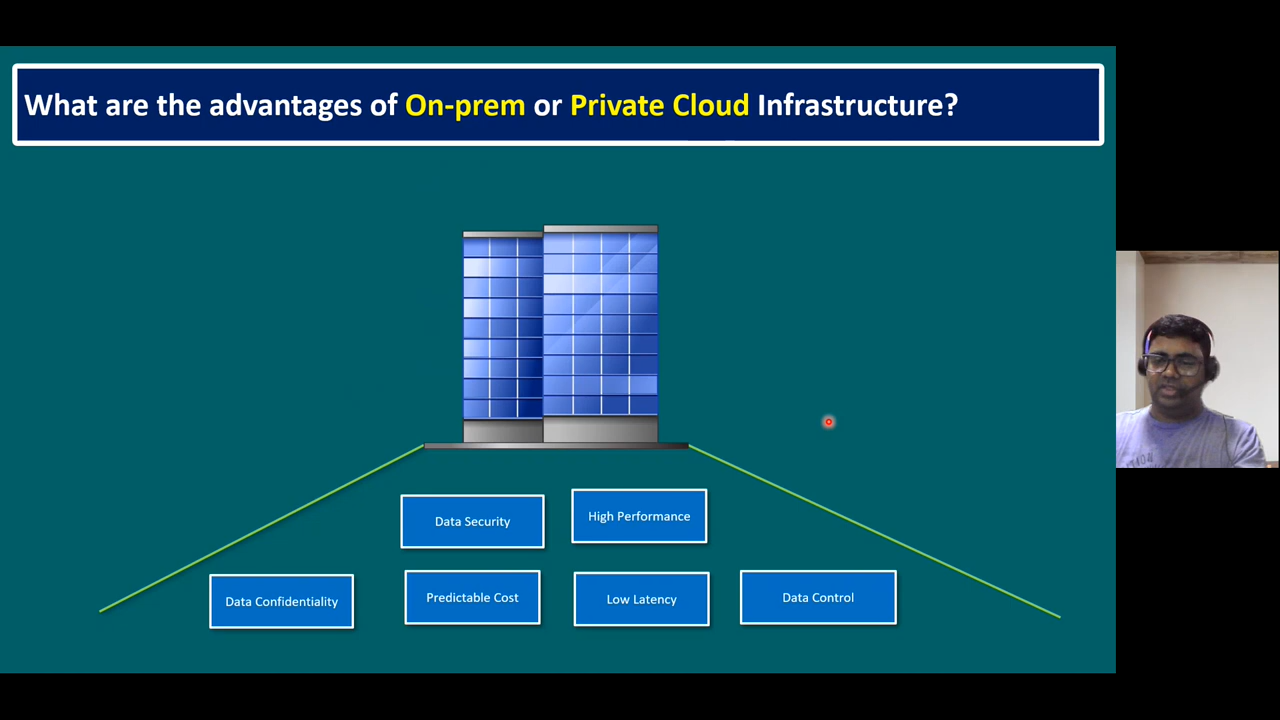 What are the advantages of On-prem or Private Cloud Infrastructure?
Data Security
High Performance
Data Confidentiality
Predictable Cost
Low Latency
Data Control